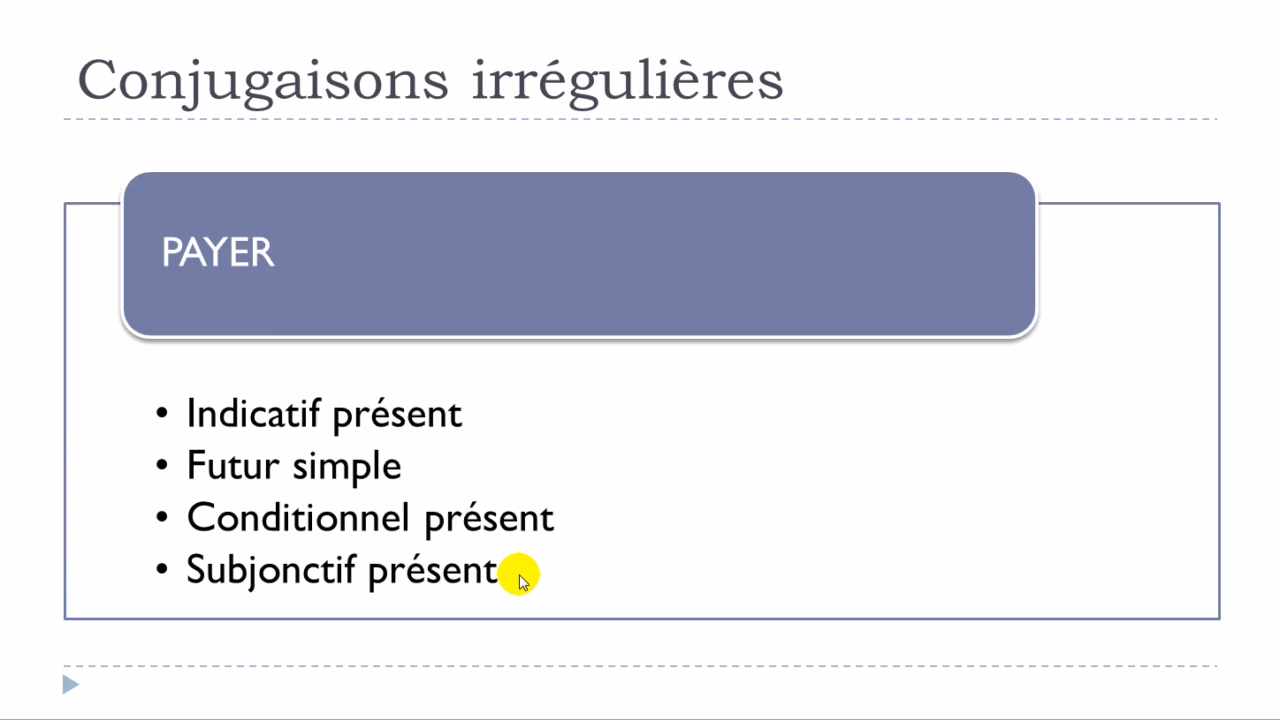 Conjugaisons irrégulières
PAYER
• Indicatif présent
• Futur simple
• Conditionnel présent
• Subjonctif présent